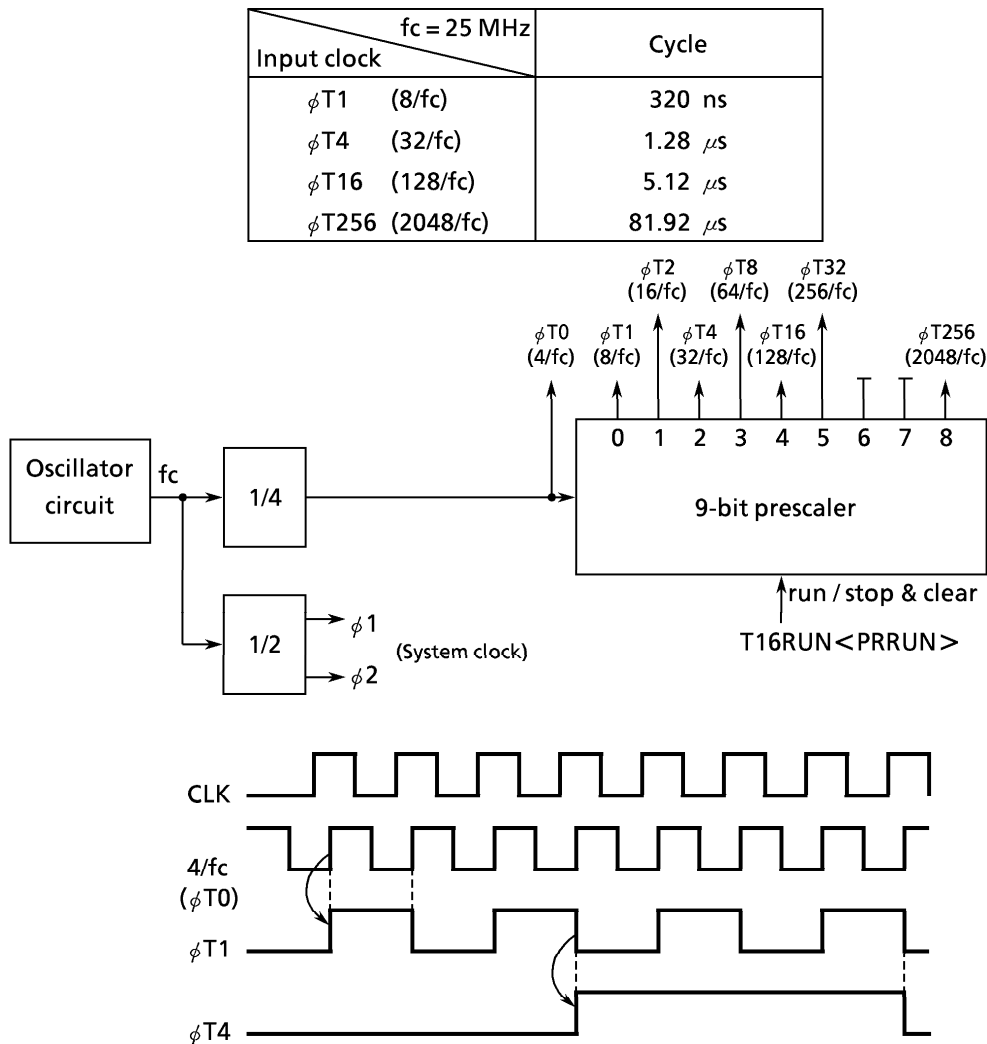 fc = 25 MHz
Input clock
Cycle
ϕT1 (8/fc) 320 ns
ϕT4 (32/fc) 1.28 μs
ϕT16 (128/fc) 5.12 μs
ϕT256 (2048/fc) 81.92 μs
ϕT2 ϕT8 ϕT32
(16/fc) (64/fc) (256/fc)
ϕT0 ϕT1 ϕT4 ϕT16 ϕT256
(4/fc) (8/fc) (32/fc) (128/fc) (2048/fc)
0 1 2 3 4 5 6 7 8
Oscillator
circuit
fc
1/4
9-bit prescaler
run / stop & clear
T16RUN<PRRUN>
1/2
ϕ1
(System clock)
ϕ2
CLK
4/fc
(ϕT0)
ϕT1
ϕT4